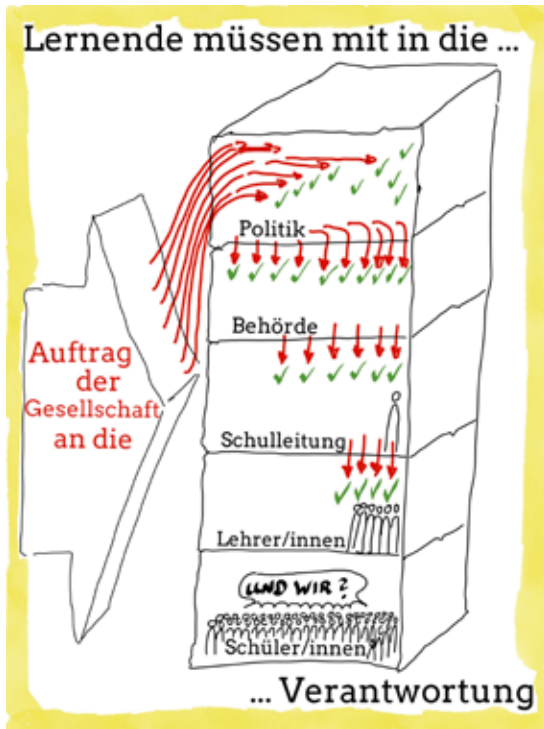 Lernende müssen mit in die ...
Politik
Behörde
Auftrag
der
Gesellschaft
an die
Schulleitung
Lehrer/innen
UND WIR?
Schüler/innen
... Verantwortung